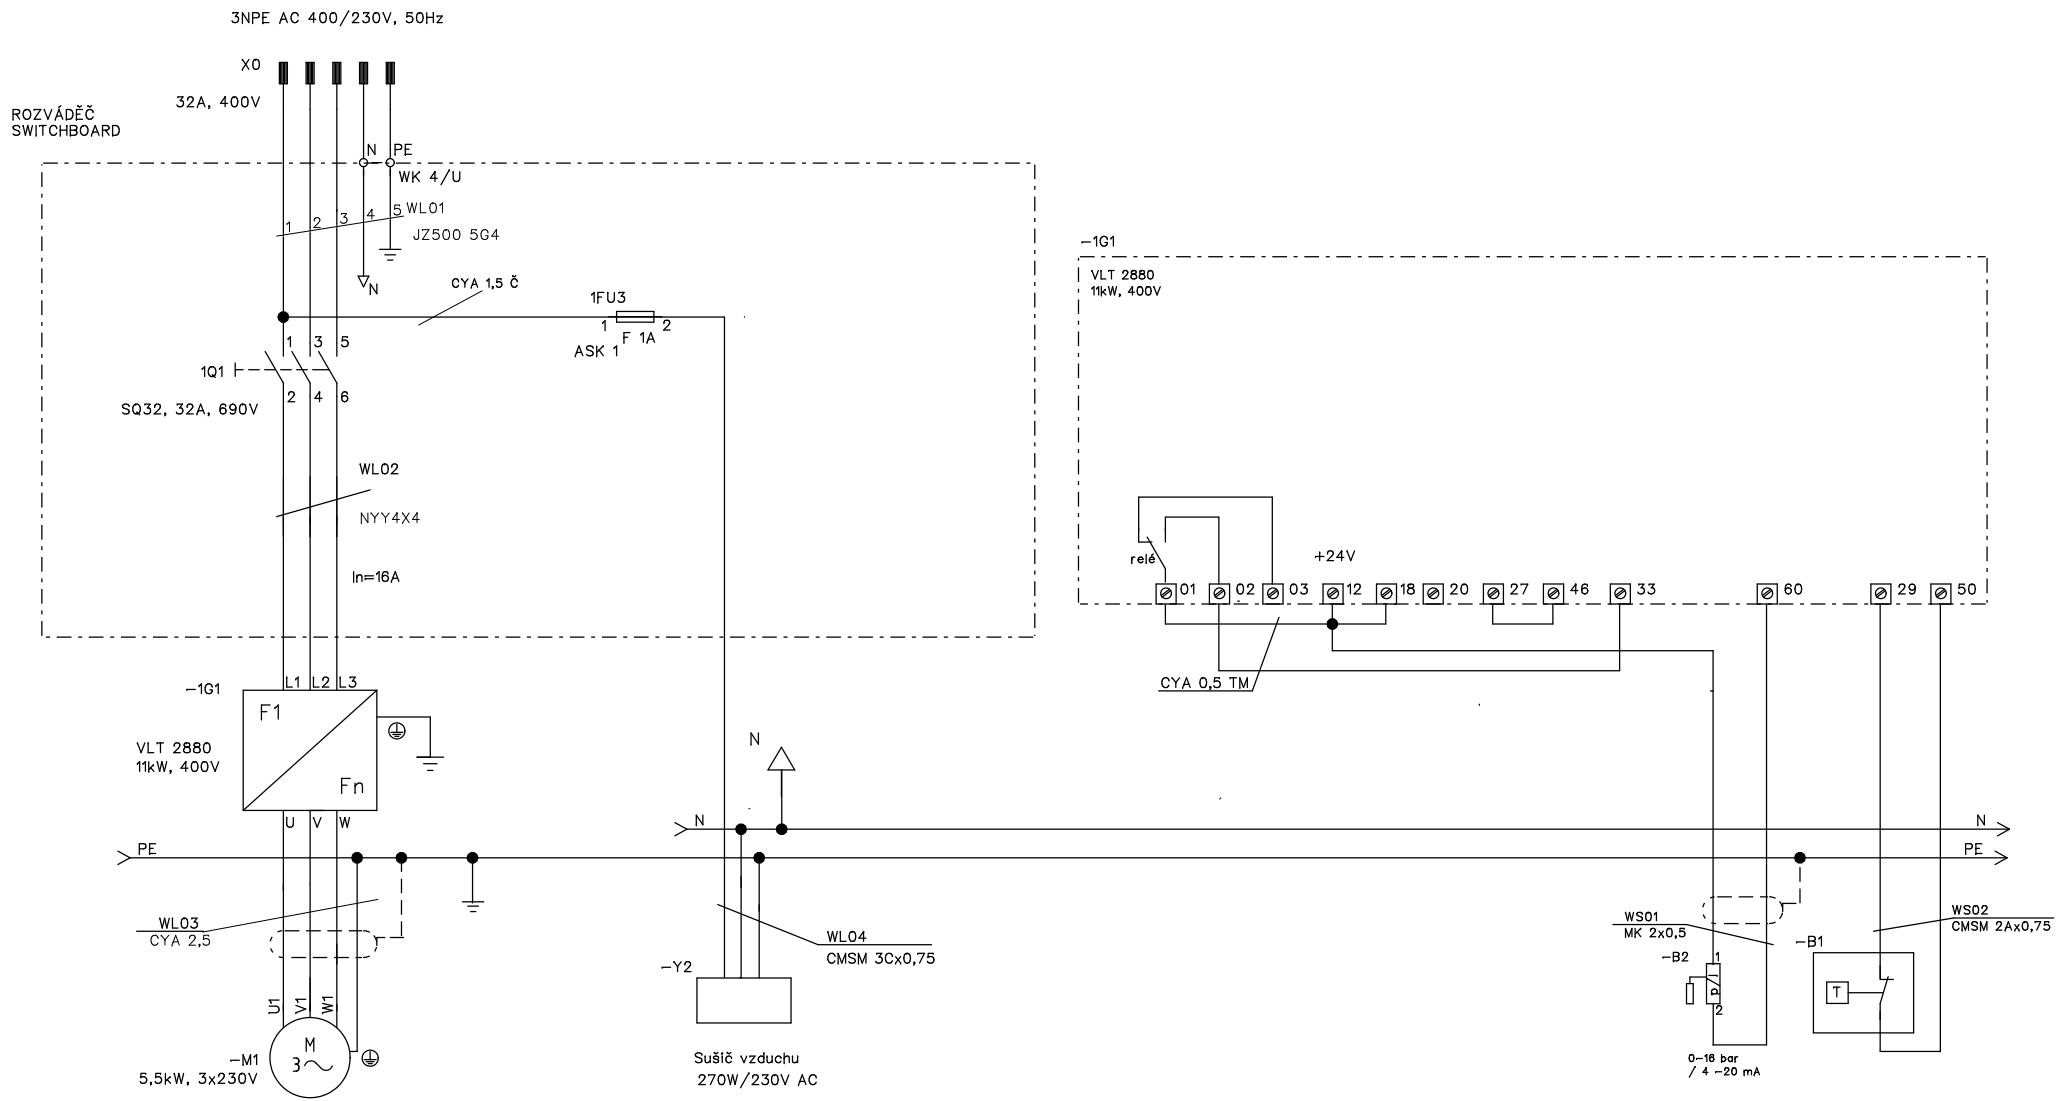 3NPE AC 400/230V, 50Hz
X0
32A, 400V
ROZVÁDĚČ
SWITCHBOARD
N PE
WK 4/U
1 2 3 4 5 WL01
JZ500 5G4
N
CYA 1,5 Č
1FU3
1 2
F 1A
ASK 1
1 3 5
1Q1
2 4 6
SQ32, 32A, 690V
WL02
NYY4X4
In=16A
-1G1
L1 L2 L3
F1
Fn
VLT 2880
11kW, 400V
U V W
PE
WL03
CYA 2,5
U1 V1 W1
M
3~
-M1
5,5kW, 3x230V
N
N
WL04
CMSM 3Cx0,75
-Y2
Sušič vzduchu
270W/230V AC
-1G1
VLT 2880
11kW, 400V
relé
+24V
01 02 03 12 18 20 27 46 33 60 29 50
CYA 0,5 TM
N
PE
WS01
MK 2x0,5
-B2
1
p/I
2
0-16 bar
/ 4 -20 mA
WS02
CMSM 2Ax0,75
-B1
T